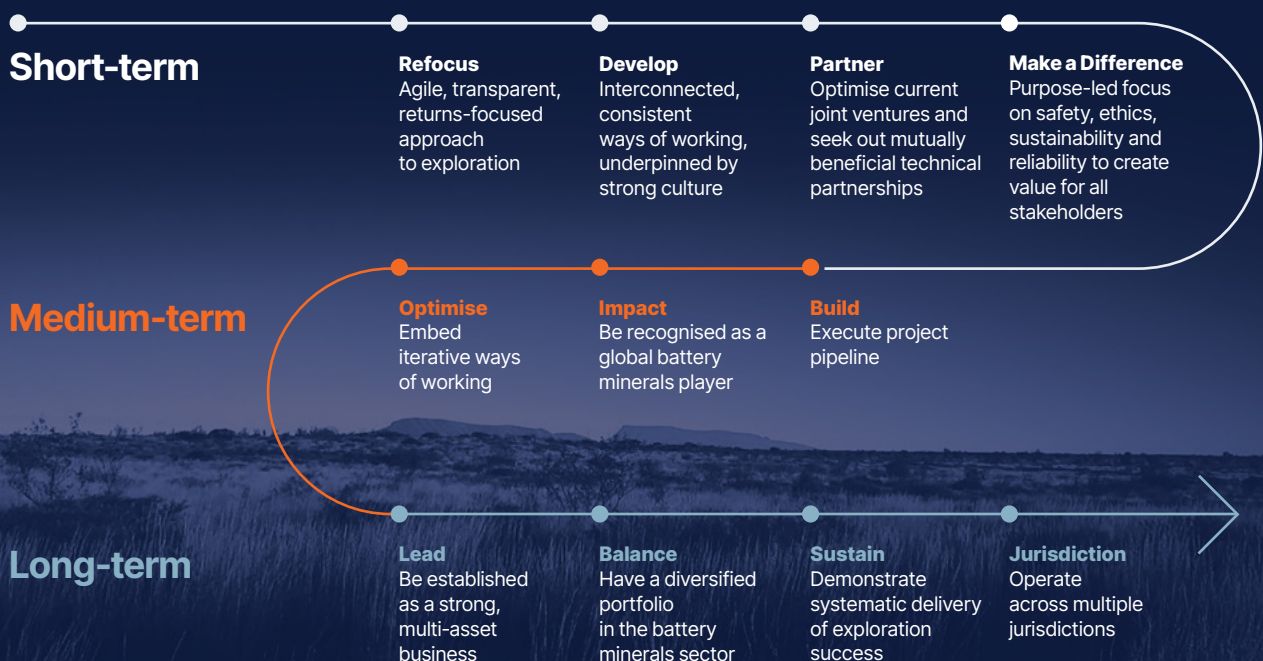 Short-term
Refocus
Agile, transparent,
returns-focused
approach
to exploration
Develop
Interconnected,
consistent
ways of working,
underpinned by
strong culture
Partner
Optimise current
joint ventures and
seek out mutually
beneficial technical
partnerships
Make a Difference
Purpose-led focus
on safety, ethics,
sustainability and
reliability to create
value for all
stakeholders
Medium-term
Optimise
Embed
iterative ways
of working
Impact
Be recognised as a
global battery
minerals player
Build
Execute project
pipeline
Long-term
Lead
Be established
as a strong,
multi-asset
business
Balance
Have a diversified
portfolio
in the battery
minerals sector
Sustain
Demonstrate
systematic delivery
of exploration
success
Jurisdiction
Operate
across multiple
jurisdictions